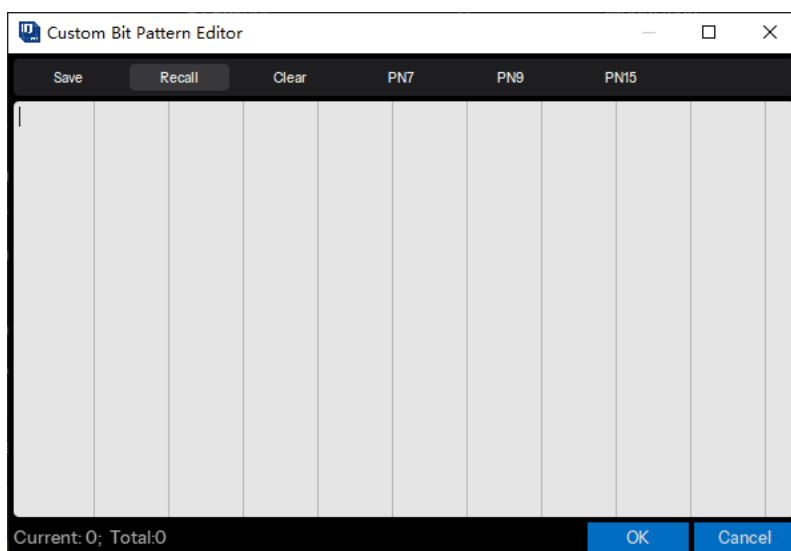 Custom Bit Pattern Editor
Save Recall Clear PN7 PN9 PN15
Current: 0; Total:0 OK Cancel